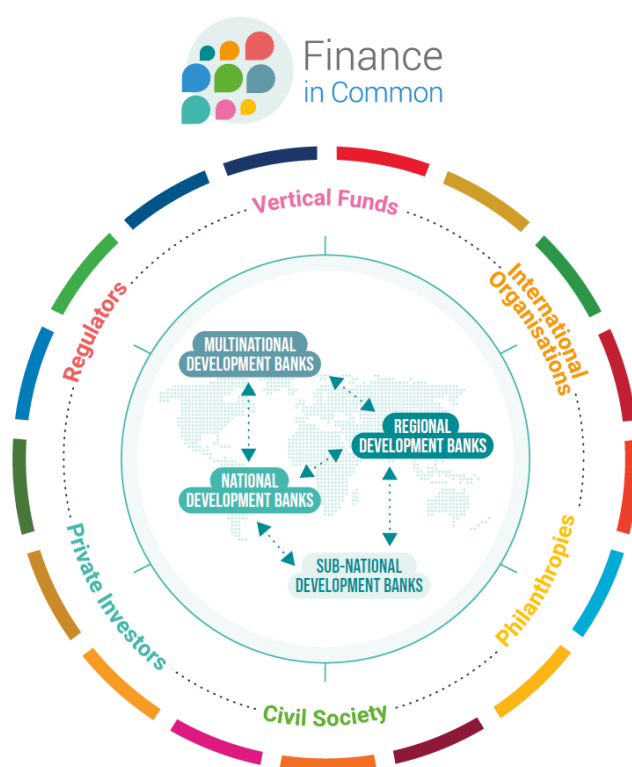 Finance
in Common
Vertical Funds
Regulators
International
Organisations
MULTINATIONAL
DEVELOPMENT BANKS
REGIONAL
DEVELOPMENT BANKS
NATIONAL
DEVELOPMENT BANKS
SUB-NATIONAL
DEVELOPMENT BANKS
Private Investors
Philanthropies
Civil Society